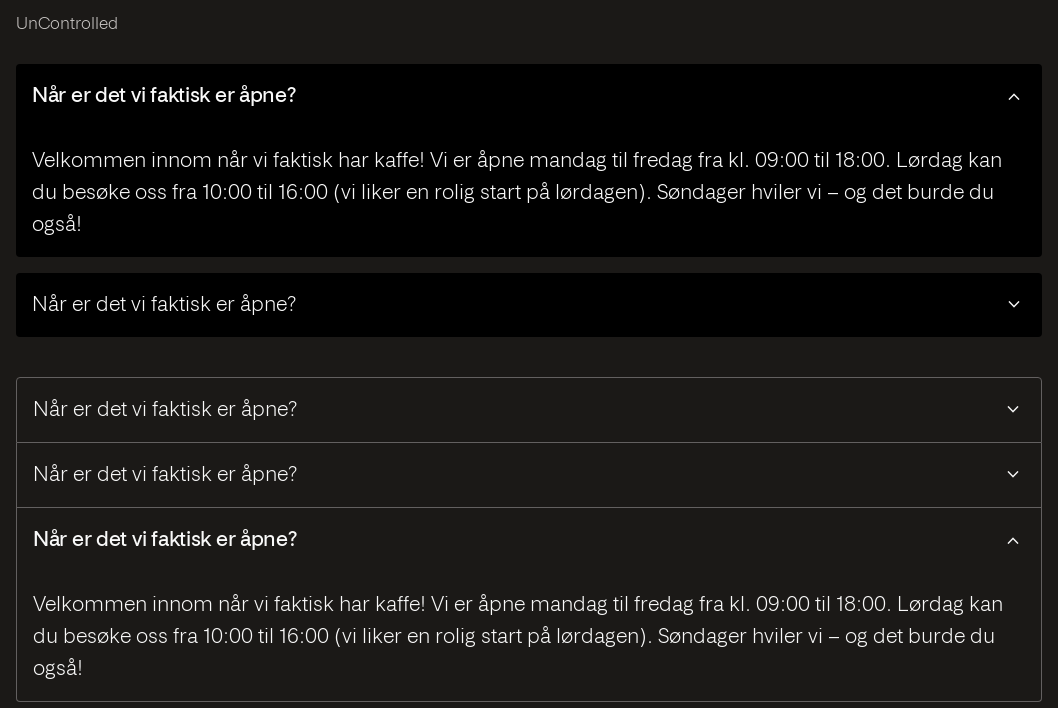 UnControlled
Når er det vi faktisk er åpne?
Velkommen innom når vi faktisk har kaffe! Vi er åpne mandag til fredag fra kl. 09:00 til 18:00. Lørdag kan
du besøke oss fra 10:00 til 16:00 (vi liker en rolig start på lørdagen). Søndager hviler vi – og det burde du
også!
Når er det vi faktisk er åpne?
Når er det vi faktisk er åpne?
Når er det vi faktisk er åpne?
Når er det vi faktisk er åpne?
Velkommen innom når vi faktisk har kaffe! Vi er åpne mandag til fredag fra kl. 09:00 til 18:00. Lørdag kan
du besøke oss fra 10:00 til 16:00 (vi liker en rolig start på lørdagen). Søndager hviler vi – og det burde du
også!